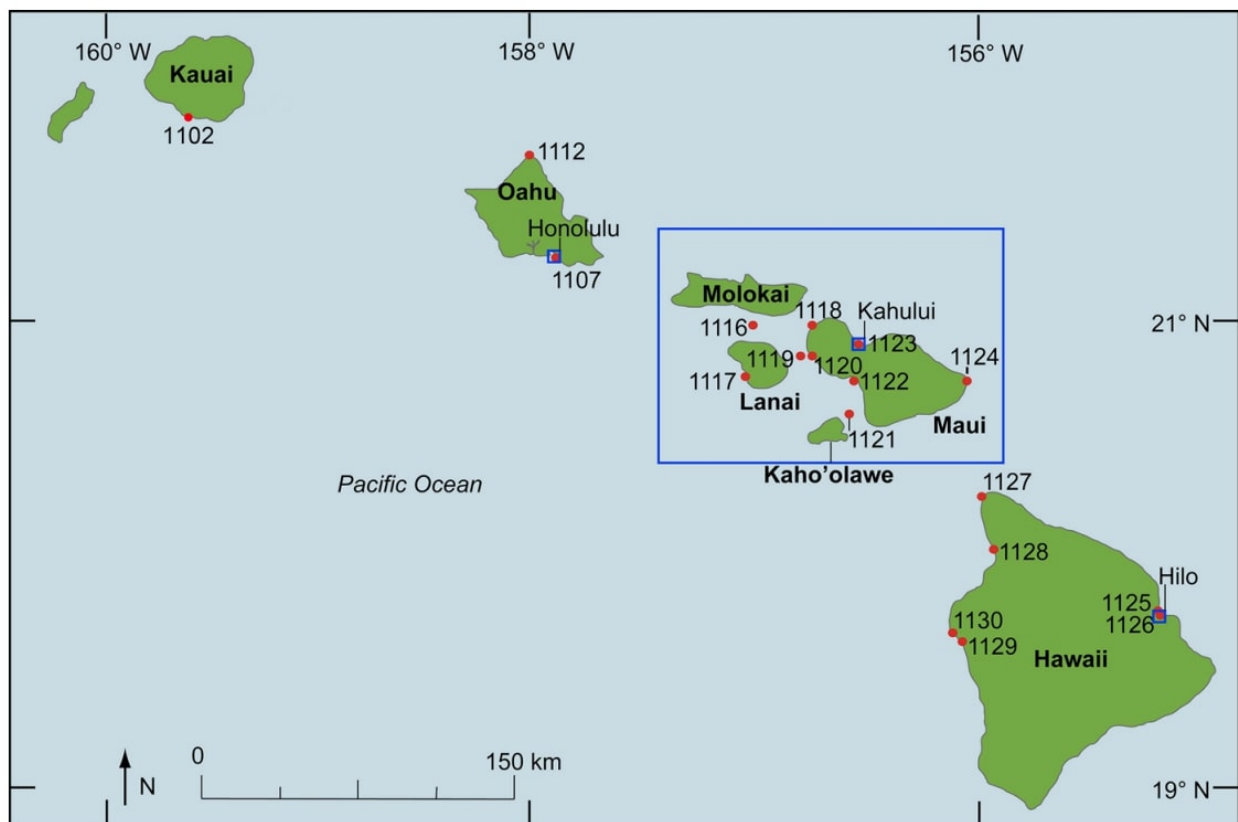 160° W
158° W
156° W
Kauai
1102
1112
Oahu
Honolulu
1107
Molokai
1118
Kahului
1116
1123
1119
1120
1124
1117
1122
Lanai
Maui
1121
Kaho’olawe
21° N
Pacific Ocean
1127
1128
Hilo
1125
1126
1130
1129
Hawaii
0
150 km
N
19° N